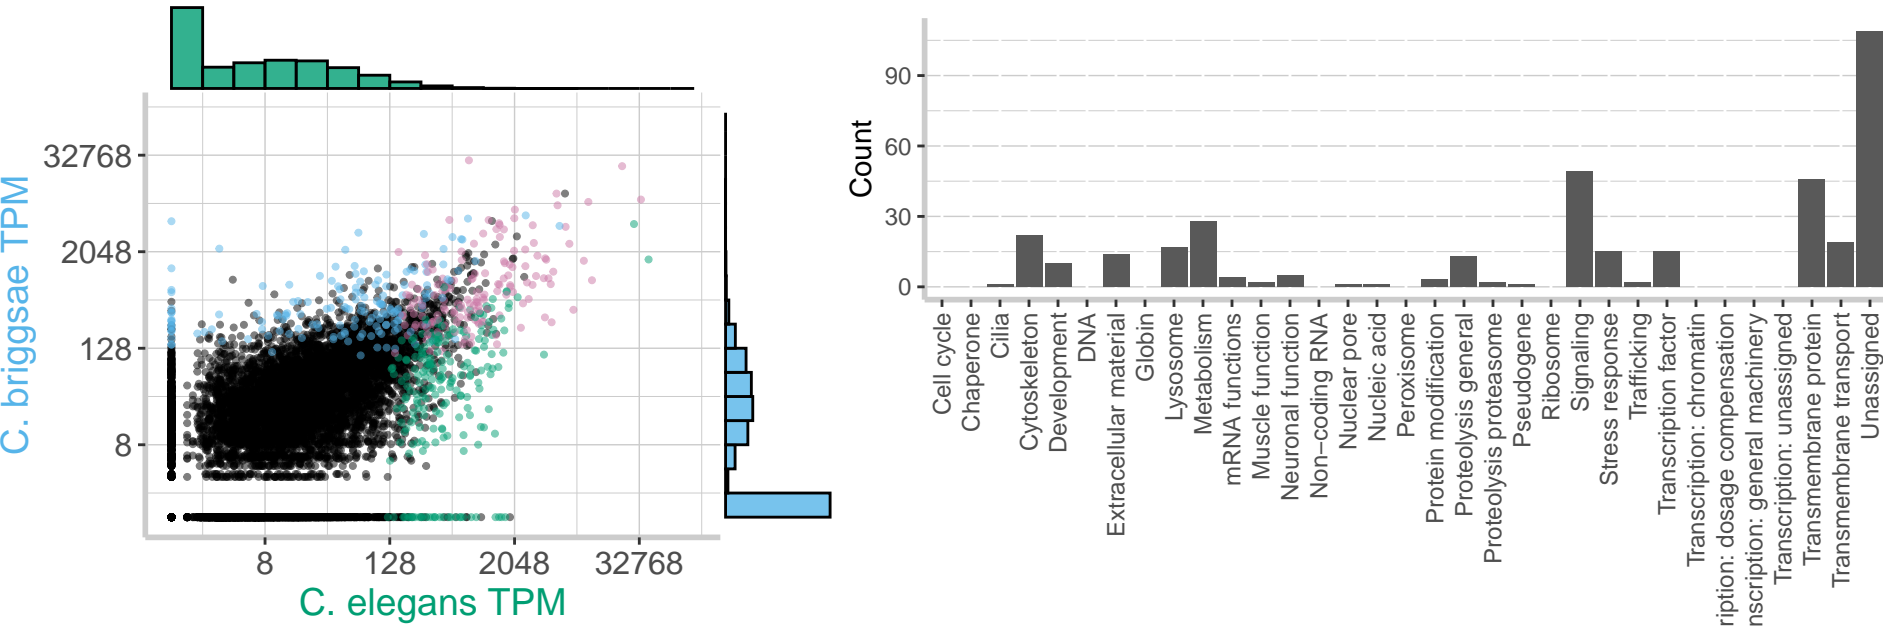 C. briggsae TPM
32768
2048
128
8
8
128
2048
32768
C. elegans TPM
Count
90
60
30
0
Cell cycle
Chaperone
Cilia
Cytoskeleton
Development
DNA
Extracellular material
Globin
Lysosome
Metabolism
mRNA functions
Muscle function
Neuronal function
Non−coding RNA
Nuclear pore
Nucleic acid
Peroxisome
Protein modification
Proteolysis general
Proteolysis proteasome
Pseudogene
Ribosome
Signaling
Stress response
Trafficking
Transcription factor
Transcription: chromatin
ription: dosage compensation
nscription: general machinery
Transcription: unassigned
Transmembrane protein
Transmembrane transport
Unassigned